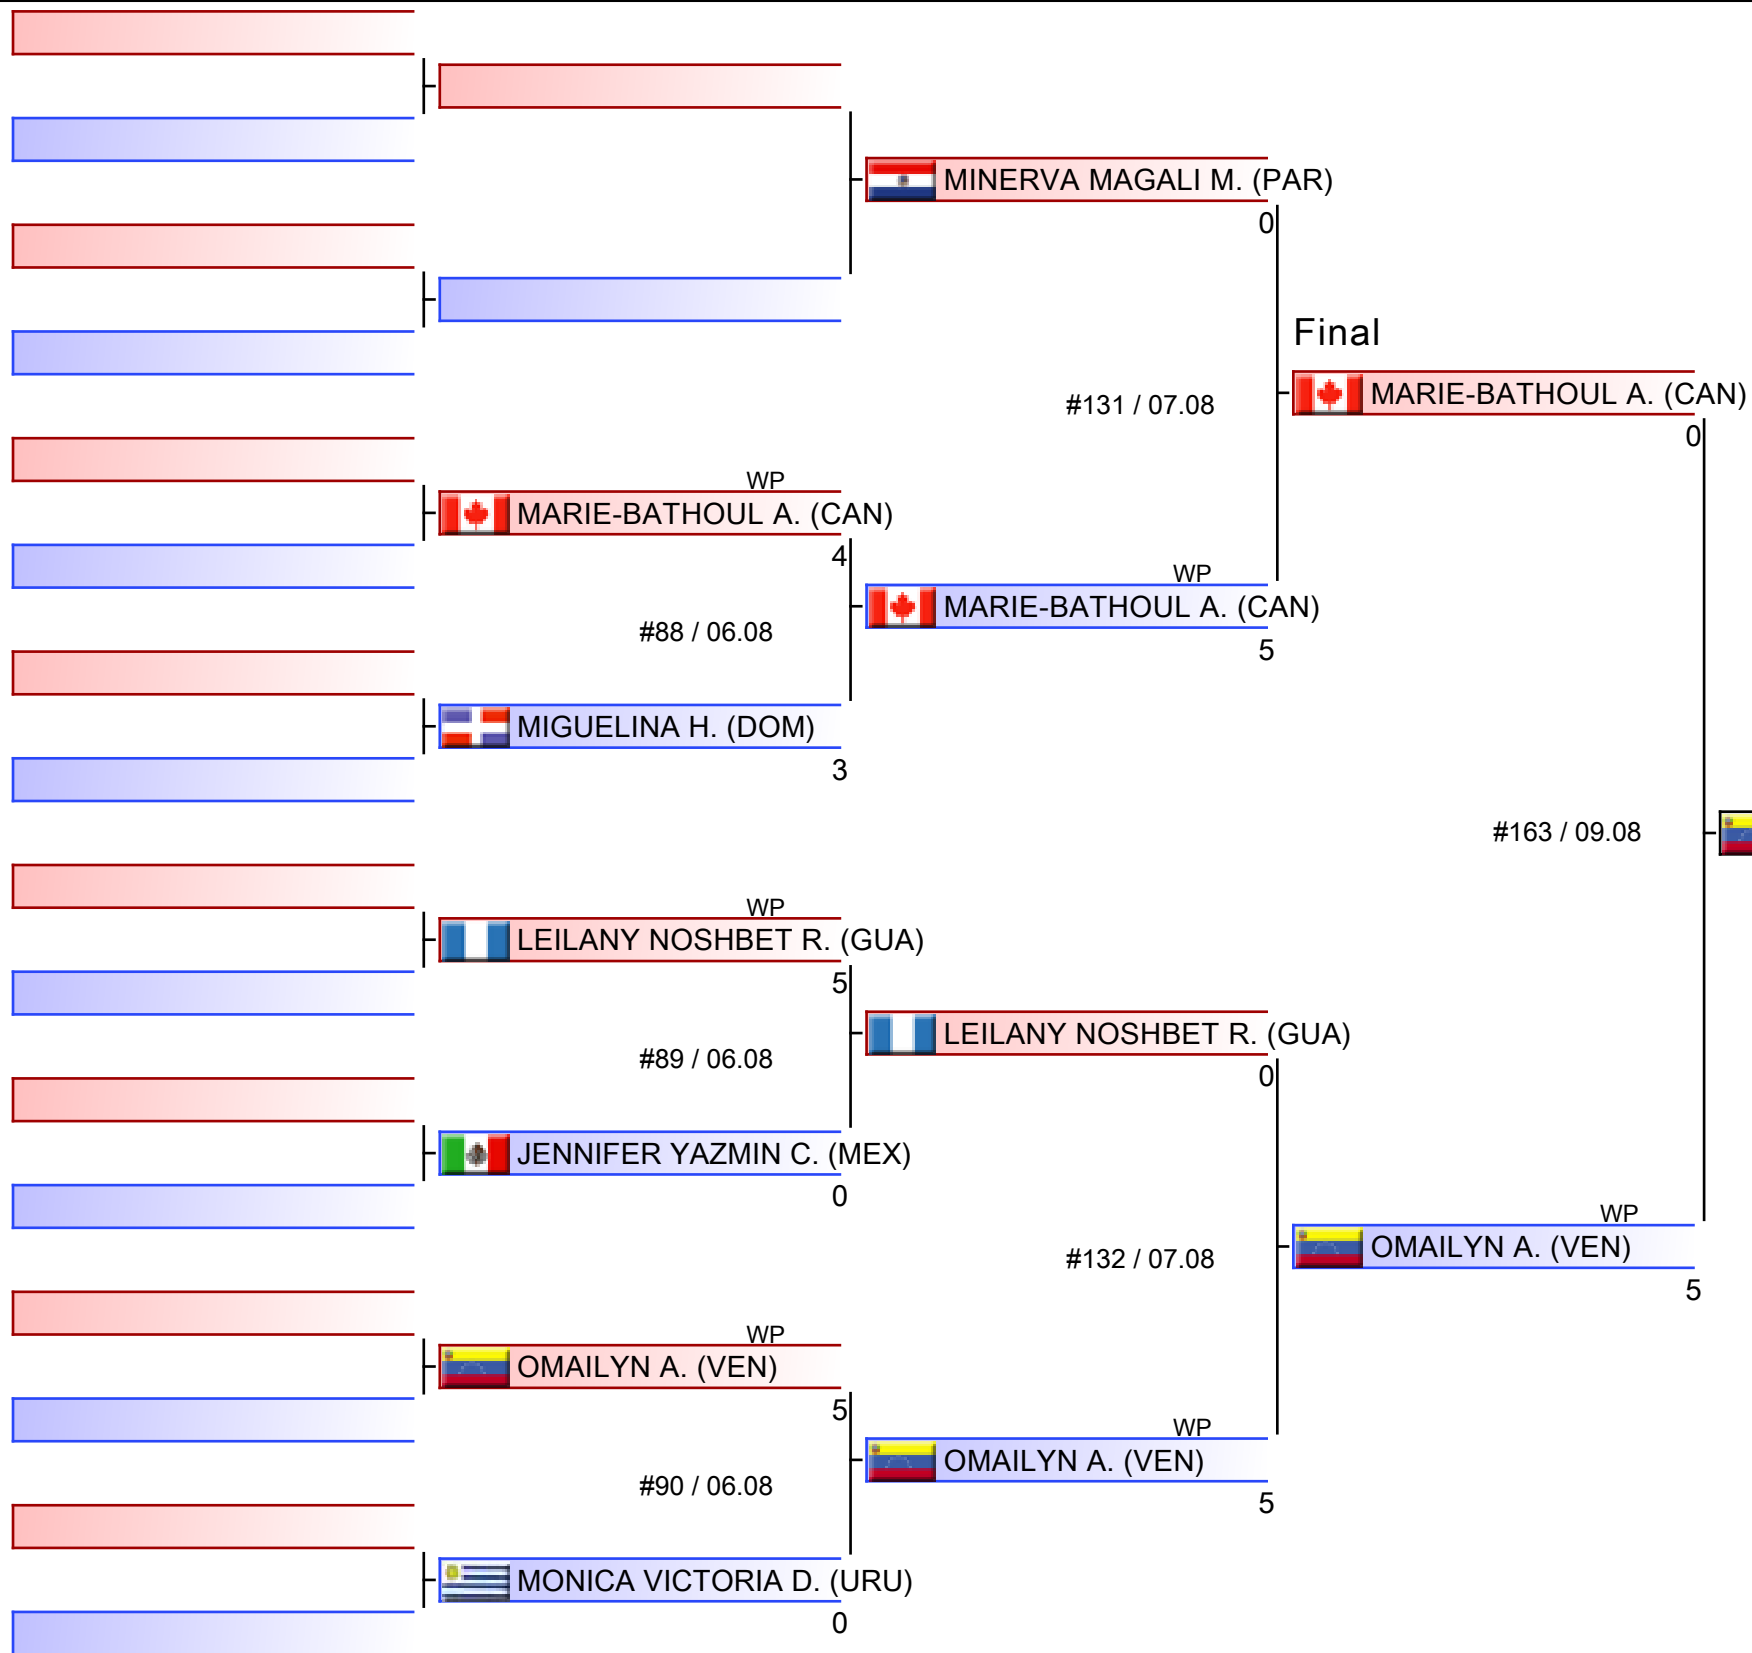 MINERVA MAGALI M. (PAR)
0
Final
#131 / 07.08
MARIE-BATHOUL A. (CAN)
0
WP
MARIE-BATHOUL A. (CAN)
4
WP
#88 / 06.08
MARIE-BATHOUL A. (CAN)
5
MIGUELINA H. (DOM)
3
#163 / 09.08
WP
LEILANY NOSHBET R. (GUA)
5
#89 / 06.08
LEILANY NOSHBET R. (GUA)
0
JENNIFER YAZMIN C. (MEX)
0
#132 / 07.08
WP
OMAILYN A. (VEN)
5
WP
OMAILYN A. (VEN)
5
WP
#90 / 06.08
OMAILYN A. (VEN)
5
MONICA VICTORIA D. (URU)
0